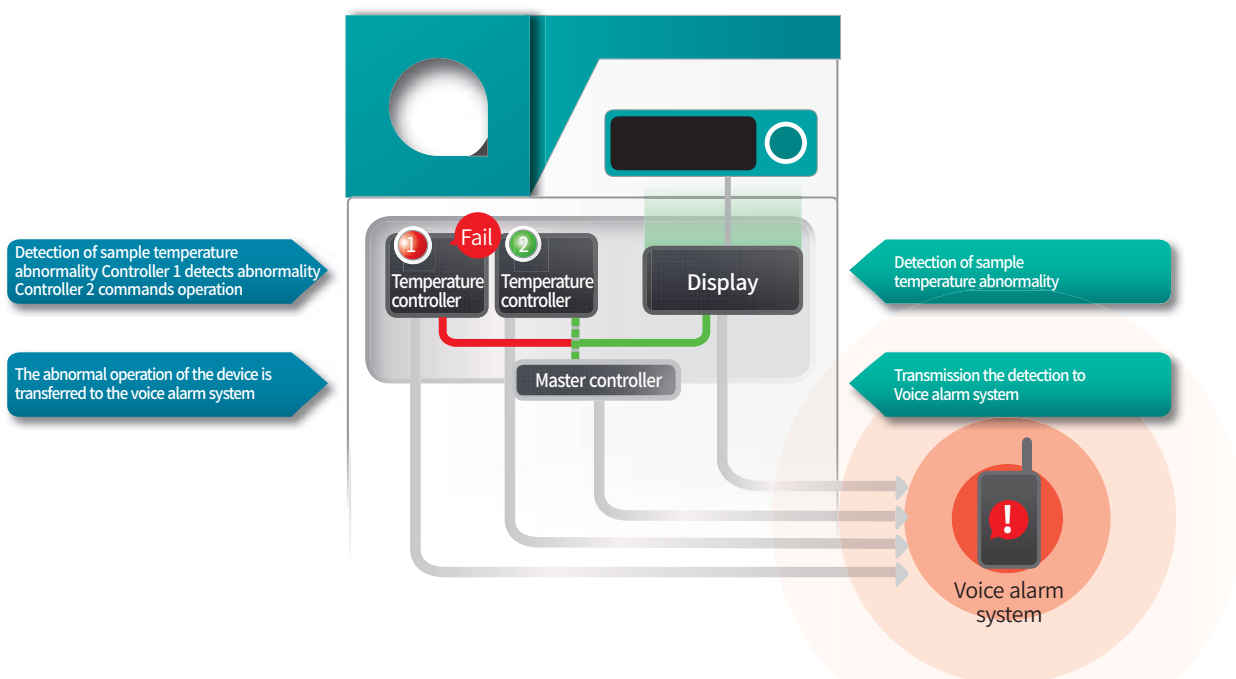 1
Fail
2
Temperature
controller
Temperature
controller
Display
Master controller
Detection of sample temperature
abnormality Controller 1 detects abnormality
Controller 2 commands operation
The abnormal operation of the device is
transferred to the voice alarm system
Detection of sample
temperature abnormality
Transmission the detection to
Voice alarm system
!
Voice alarm
system